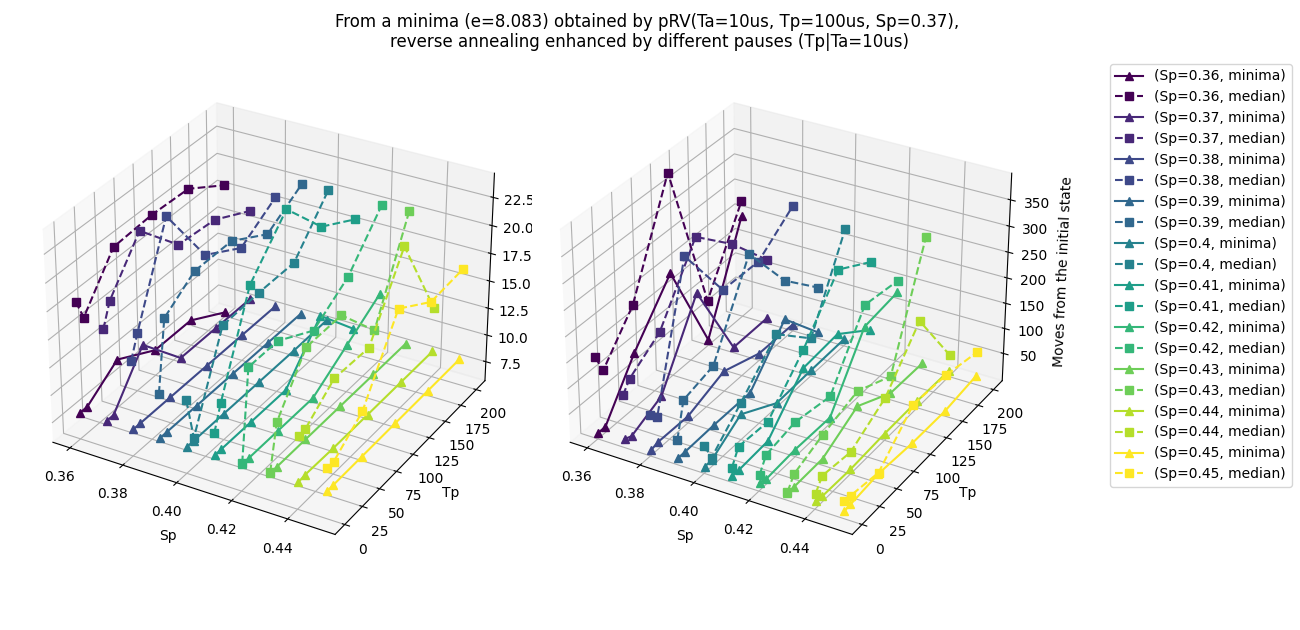 From a minima (e=8.083) obtained by pRV(Ta=10us, Tp=100us, Sp=0.37),
reverse annealing enhanced by different pauses (Tp|Ta=10us)
22.5
20.0
17.5
15.0
12.5
10.0
7.5
200
175
150
125
100
75
50
25
0
Tp
0.36
0.38
0.40
0.42
0.44
Sp
Moves from the initial state
350
300
250
200
150
100
50
200
175
150
125
100
75
50
25
0
Tp
0.36
0.38
0.40
0.42
0.44
Sp
(Sp=0.36, minima)
(Sp=0.36, median)
(Sp=0.37, minima)
(Sp=0.37, median)
(Sp=0.38, minima)
(Sp=0.38, median)
(Sp=0.39, minima)
(Sp=0.39, median)
(Sp=0.4, minima)
(Sp=0.4, median)
(Sp=0.41, minima)
(Sp=0.41, median)
(Sp=0.42, minima)
(Sp=0.42, median)
(Sp=0.43, minima)
(Sp=0.43, median)
(Sp=0.44, minima)
(Sp=0.44, median)
(Sp=0.45, minima)
(Sp=0.45, median)